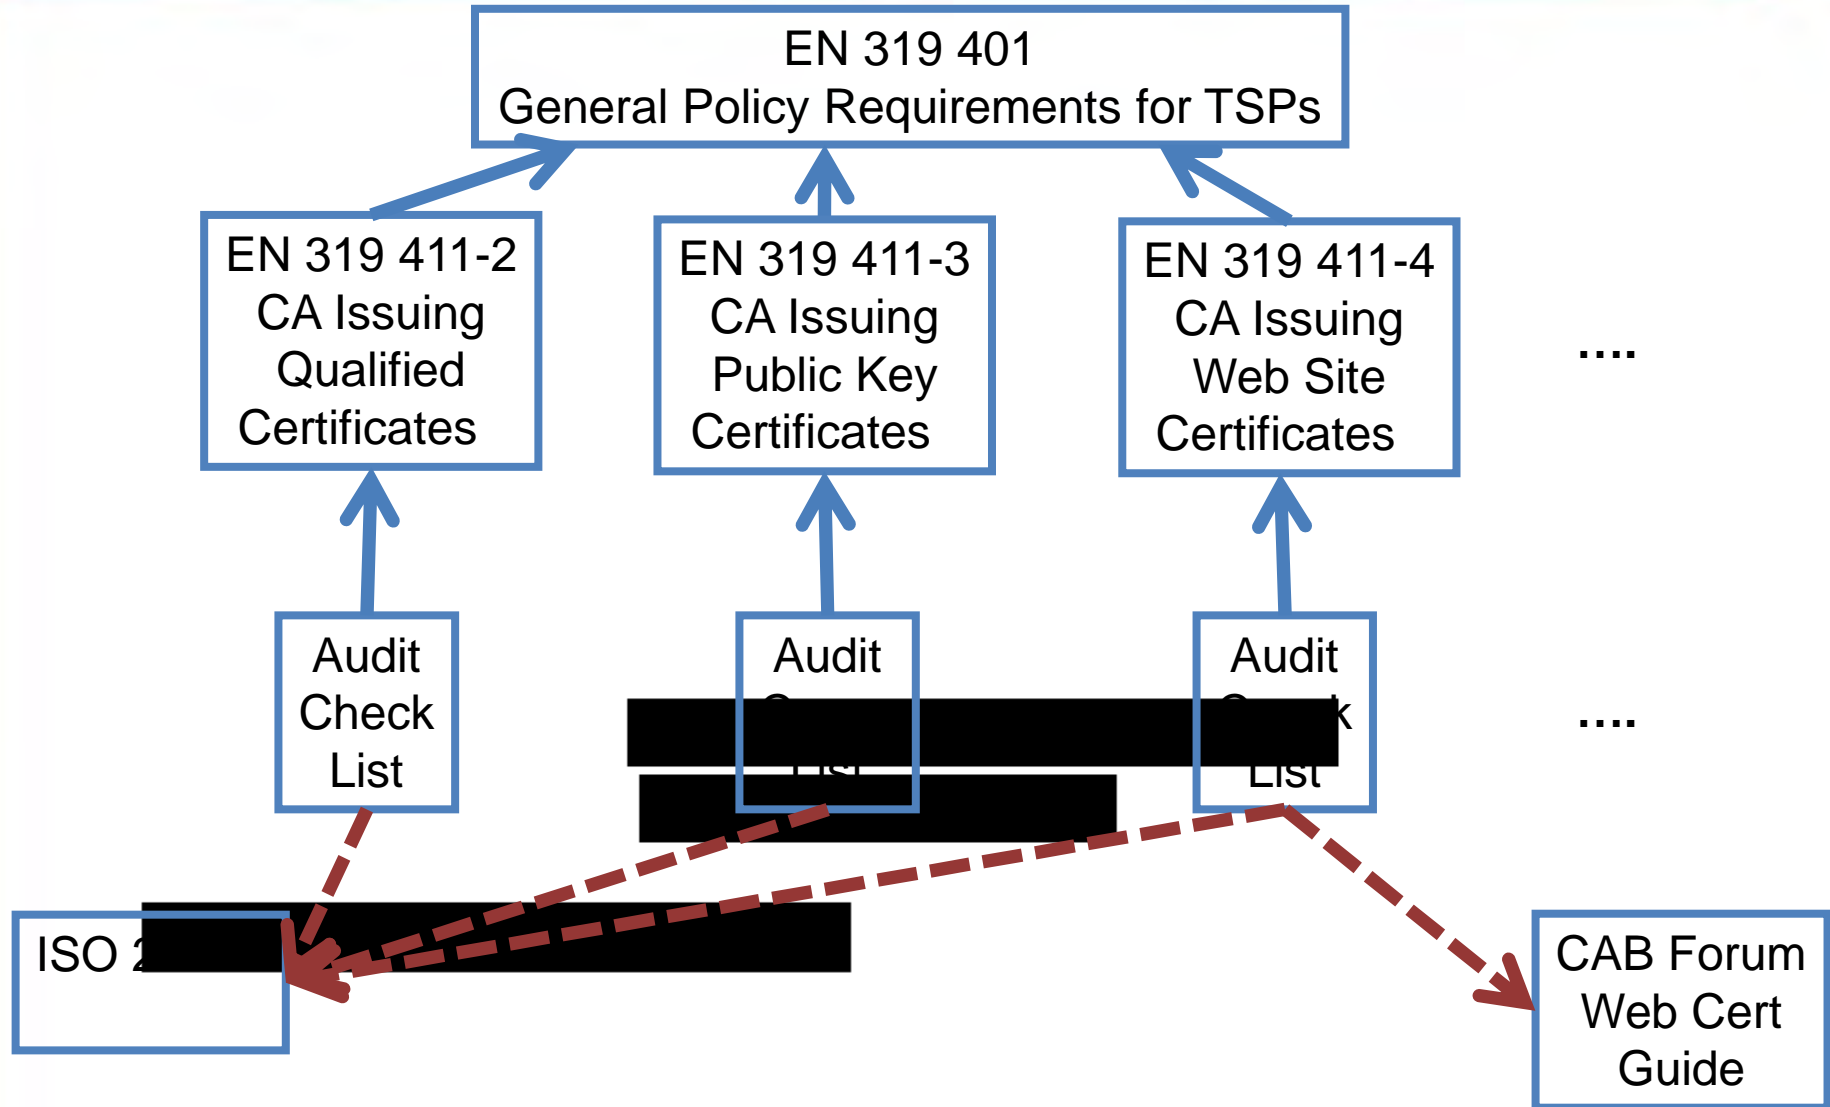 EN 319 401
General Policy Requirements for TSPs
EN 319 411-2
CA Issuing
Qualified
Certificates
EN 319 411-3
CA Issuing
Public Key
Certificates
EN 319 411-4
CA Issuing
Web Site
Certificates
....
Audit
Check
List
Audit
List
Audit
List
....
ISO
CAB Forum
Web Cert
Guide